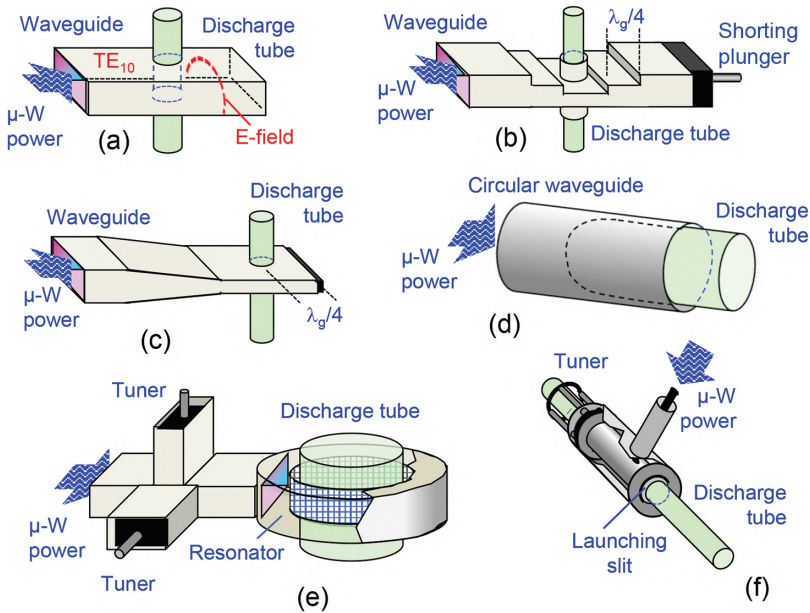 Waveguide
Discharge
tube
TE10
μ-W
power
E-field
(a)
Waveguide
λg/4
Shorting
plunger
μ-W
power
Discharge tube
(b)
Waveguide
Discharge
tube
μ-W
power
λg/4
(c)
Circular waveguide
Discharge
tube
μ-W
power
(d)
Tuner
Discharge tube
μ-W
power
Resonator
Tuner
(e)
Tuner
μ-W
power
Discharge
tube
Launching
slit
(f)